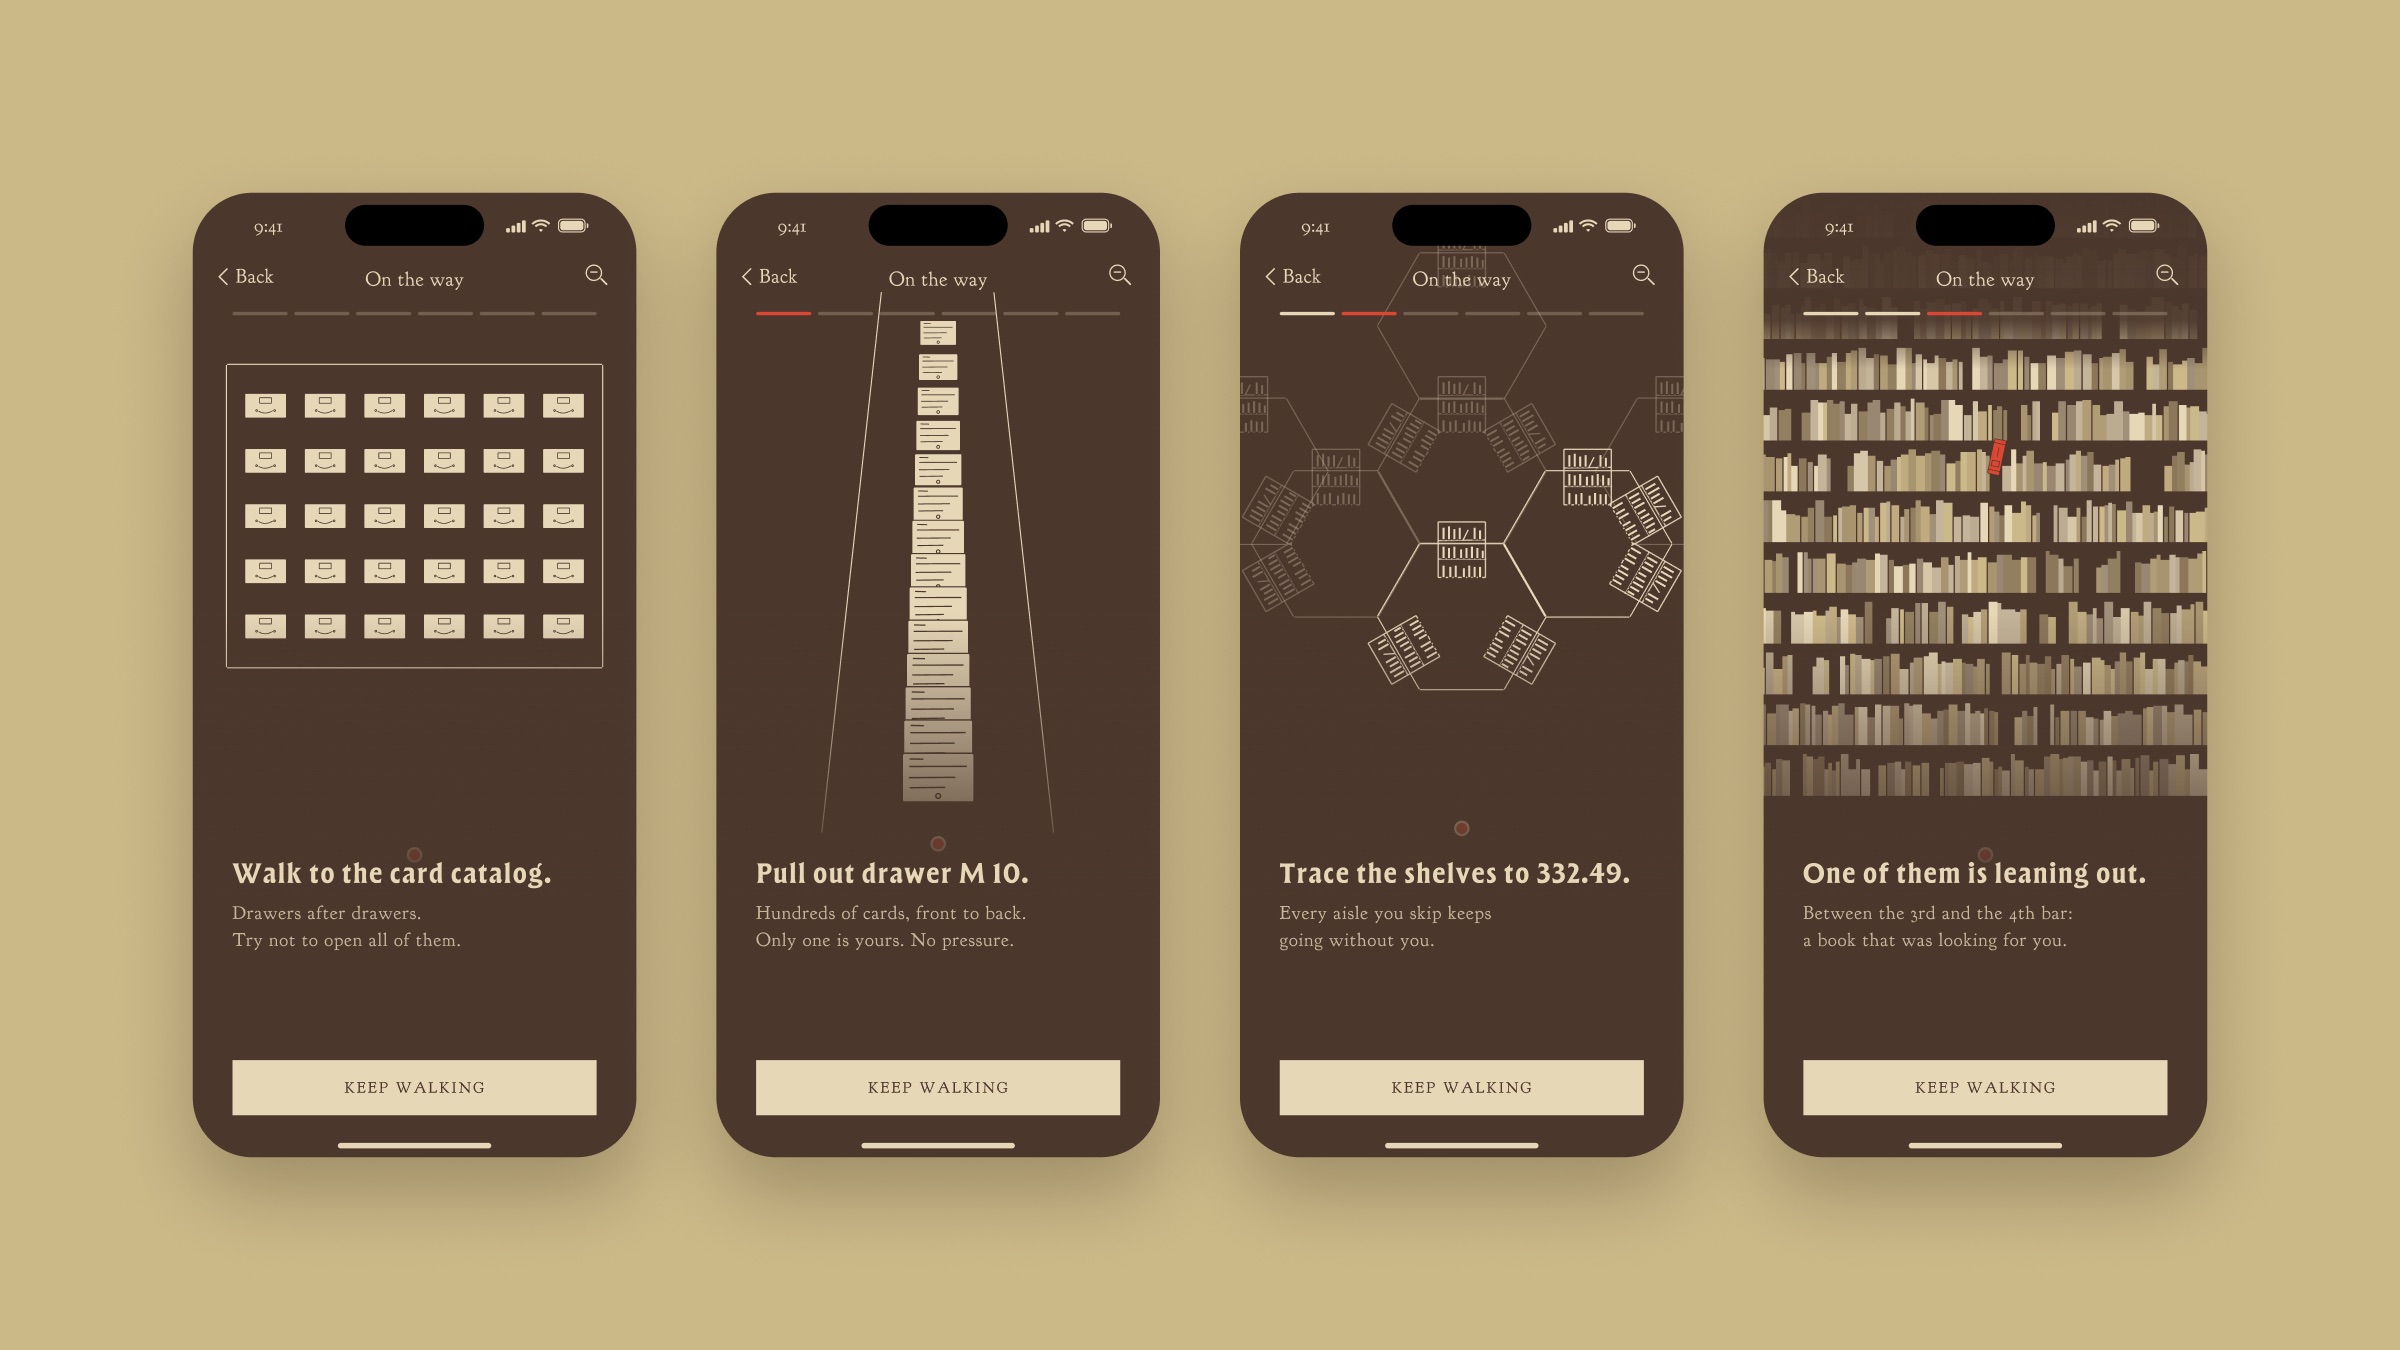 9:41
Back
On the way
Walk to the card catalog.
Drawers after drawers.
Try not to open all of them.
KEEP WALKING
9:41
Back
On the way
Pull out drawer M 10.
Hundreds of cards, front to back.
Only one is yours. No pressure.
KEEP WALKING
9:41
Back
On the way
Trace the shelves to 332.49.
Every aisle you skip keeps
going without you.
KEEP WALKING
9:41
Back
On the way
One of them is leaning out.
Between the 3rd and the 4th bar:
a book that was looking for you.
KEEP WALKING